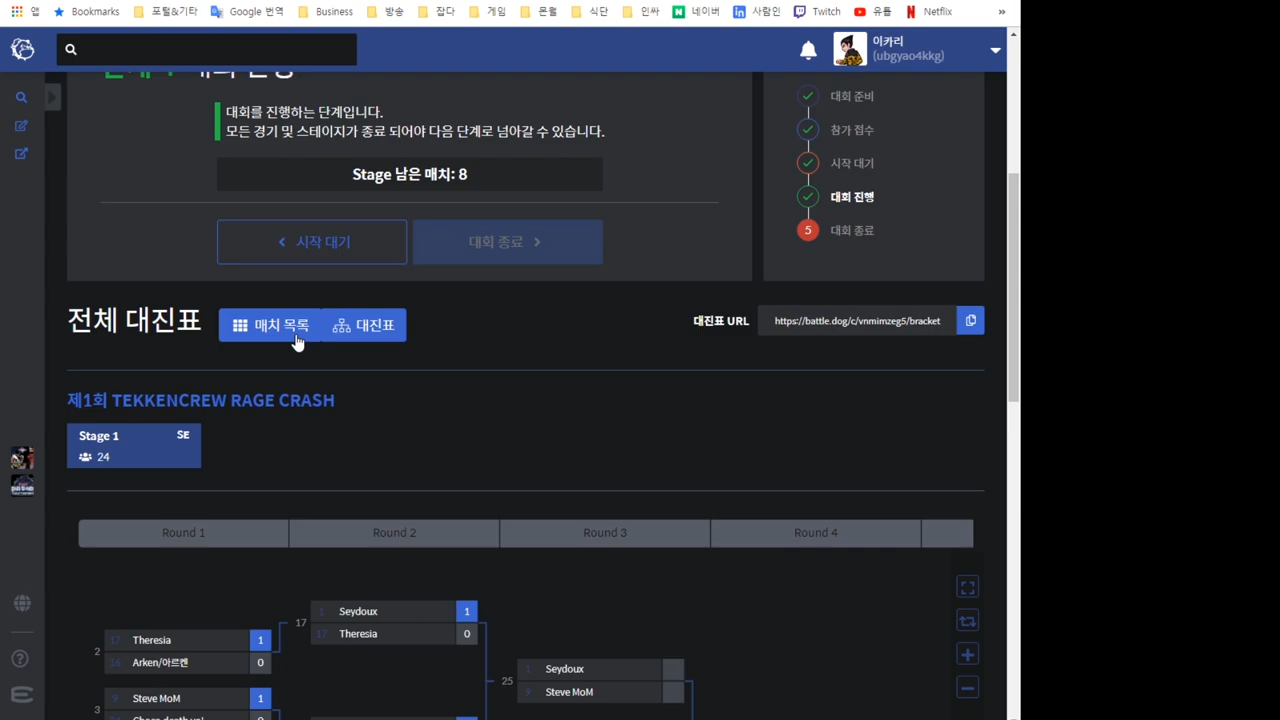 앱 Bookmarks 포털&기타 Google 번역 Business 방송 잡다 게임 몬월 식단 인싸 네이버 사람인 Twitch 유튭 Netflix »
이카리
(ubgyao4kkg)
대회를 진행하는 단계입니다.
모든 경기 및 스테이지가 종료 되어야 다음 단계로 넘어갈 수 있습니다.
Stage 남은 매치: 8
시작 대기
대회 종료
대회 준비
참가 접수
시작 대기
대회 진행
5 대회 종료
전체 대진표
매치 목록
대진표
대진표 URL
https://battle.dog/c/vnmimzeg5/bracket
제1회 TEKKENCREW RAGE CRASH
Stage 1 SE
24
Round 1 Round 2 Round 3 Round 4
17
1 Seydoux 1
17 Theresia 0
2
17 Theresia 1
16 Arken/아르켄 0
25
1 Seydoux
9 Steve MoM
3
9 Steve MoM 1